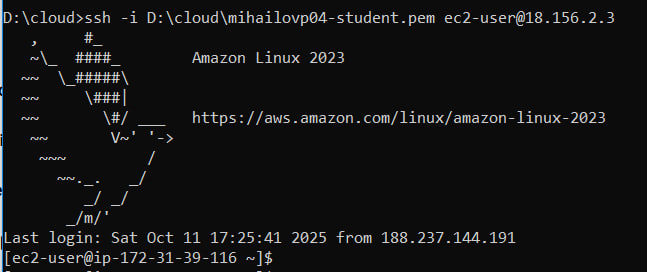 D:\cloud>ssh -i D:\cloud\mihailovp04-student.pem ec2-user@18.156.2.3
   ,     #_
   ~\_  ####_        Amazon Linux 2023
  ~~  \_#####\
  ~~     \###|
  ~~       \#/ ___   https://aws.amazon.com/linux/amazon-linux-2023
   ~~       V~' '->
    ~~~         /
      ~~._.   _/
         _/ _/
       _/m/'
Last login: Sat Oct 11 17:25:41 2025 from 188.237.144.191
[ec2-user@ip-172-31-39-116 ~]$